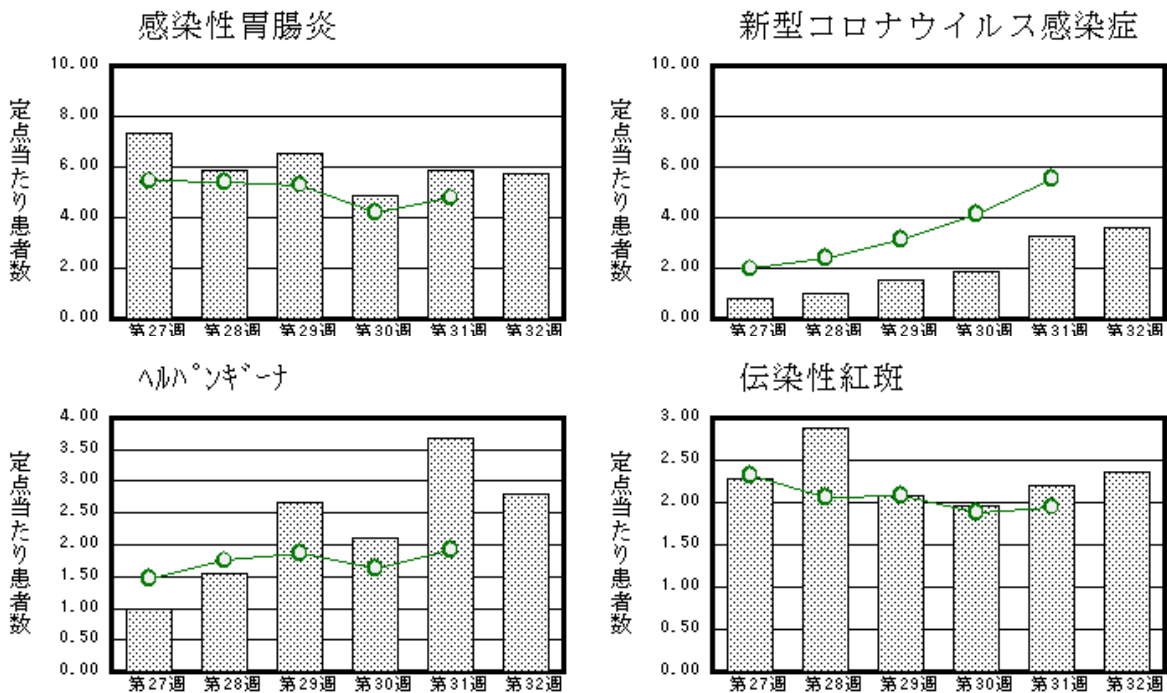 感染性胃腸炎
定点当たり患者数
10.00
8.00
6.00
4.00
2.00
0.00
第27週 第28週 第29週 第30週 第31週 第32週
新型コロナウイルス感染症
定点当たり患者数
10.00
8.00
6.00
4.00
2.00
0.00
第27週 第28週 第29週 第30週 第31週 第32週
ﾍﾙﾊﾟﾝｷﾞｰﾅ
定点当たり患者数
4.00
3.50
3.00
2.50
2.00
1.50
1.00
0.50
0.00
第27週 第28週 第29週 第30週 第31週 第32週
伝染性紅斑
定点当たり患者数
3.00
2.50
2.00
1.50
1.00
0.50
0.00
第27週 第28週 第29週 第30週 第31週 第32週